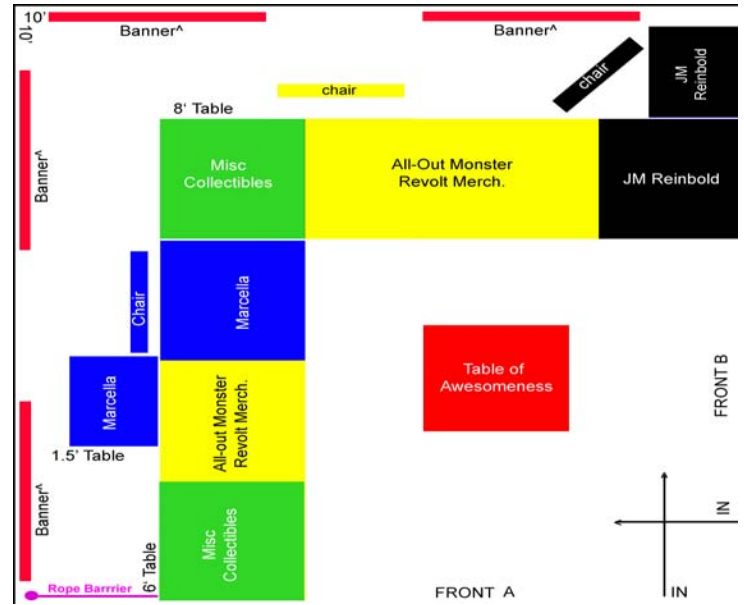 10'
10'
Banner^
Banner^
chair
chair
JM
Reinbold
8' Table
Banner^
Misc
Collectibles
All-Out Monster
Revolt Merch.
JM Reinbold
Chair
Marcella
Marcella
Table of
Awesomeness
FRONT B
All-out Monster
Revolt Merch.
1.5' Table
Banner^
6' Table
Misc
Collectibles
IN
Rope Barrrier
FRONT A
IN